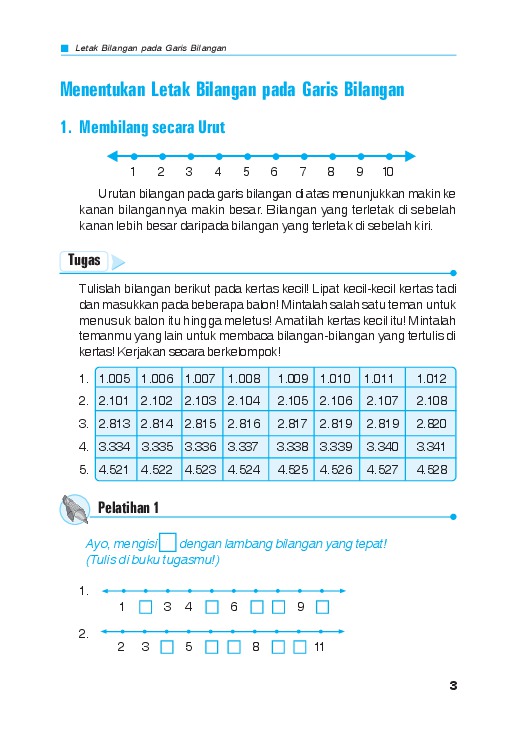 Letak Bilangan pada Garis Bilangan
Menentukan Letak Bilangan pada Garis Bilangan
1. Membilang secara Urut
1 2 3 4 5 6 7 8 9 10
Urutan bilangan pada garis bilangan di atas menunjukkan makin ke
kanan bilangannya makin besar. Bilangan yang terletak di sebelah
kanan lebih besar daripada bilangan yang terletak di sebelah kiri.
Tugas
Tulislah bilangan berikut pada kertas kecil! Lipat kecil-kecil kertas tadi
dan masukkan pada beberapa balon! Mintalah salah satu teman untuk
menusuk balon itu hingga meletus! Amatilah kertas kecil itu! Mintalah
temanmu yang lain untuk membaca bilangan-bilangan yang tertulis di
kertas! Kerjakan secara berkelompok!
1. 1.005 1.006 1.007 1.008 1.009 1.010 1.011 1.012
2. 2.101 2.102 2.103 2.104 2.105 2.106 2.107 2.108
3. 2.813 2.814 2.815 2.816 2.817 2.819 2.819 2.820
4. 3.334 3.335 3.336 3.337 3.338 3.339 3.340 3.341
5. 4.521 4.522 4.523 4.524 4.525 4.526 4.527 4.528
Pelatihan 1
Ayo, mengisi □ dengan lambang bilangan yang tepat!
(Tulis di buku tugasmu!)
1.
1 □ 3 4 □ 6 □ □ 9 □
2.
2 3 □ 5 □ □ 8 □ □ 11
3